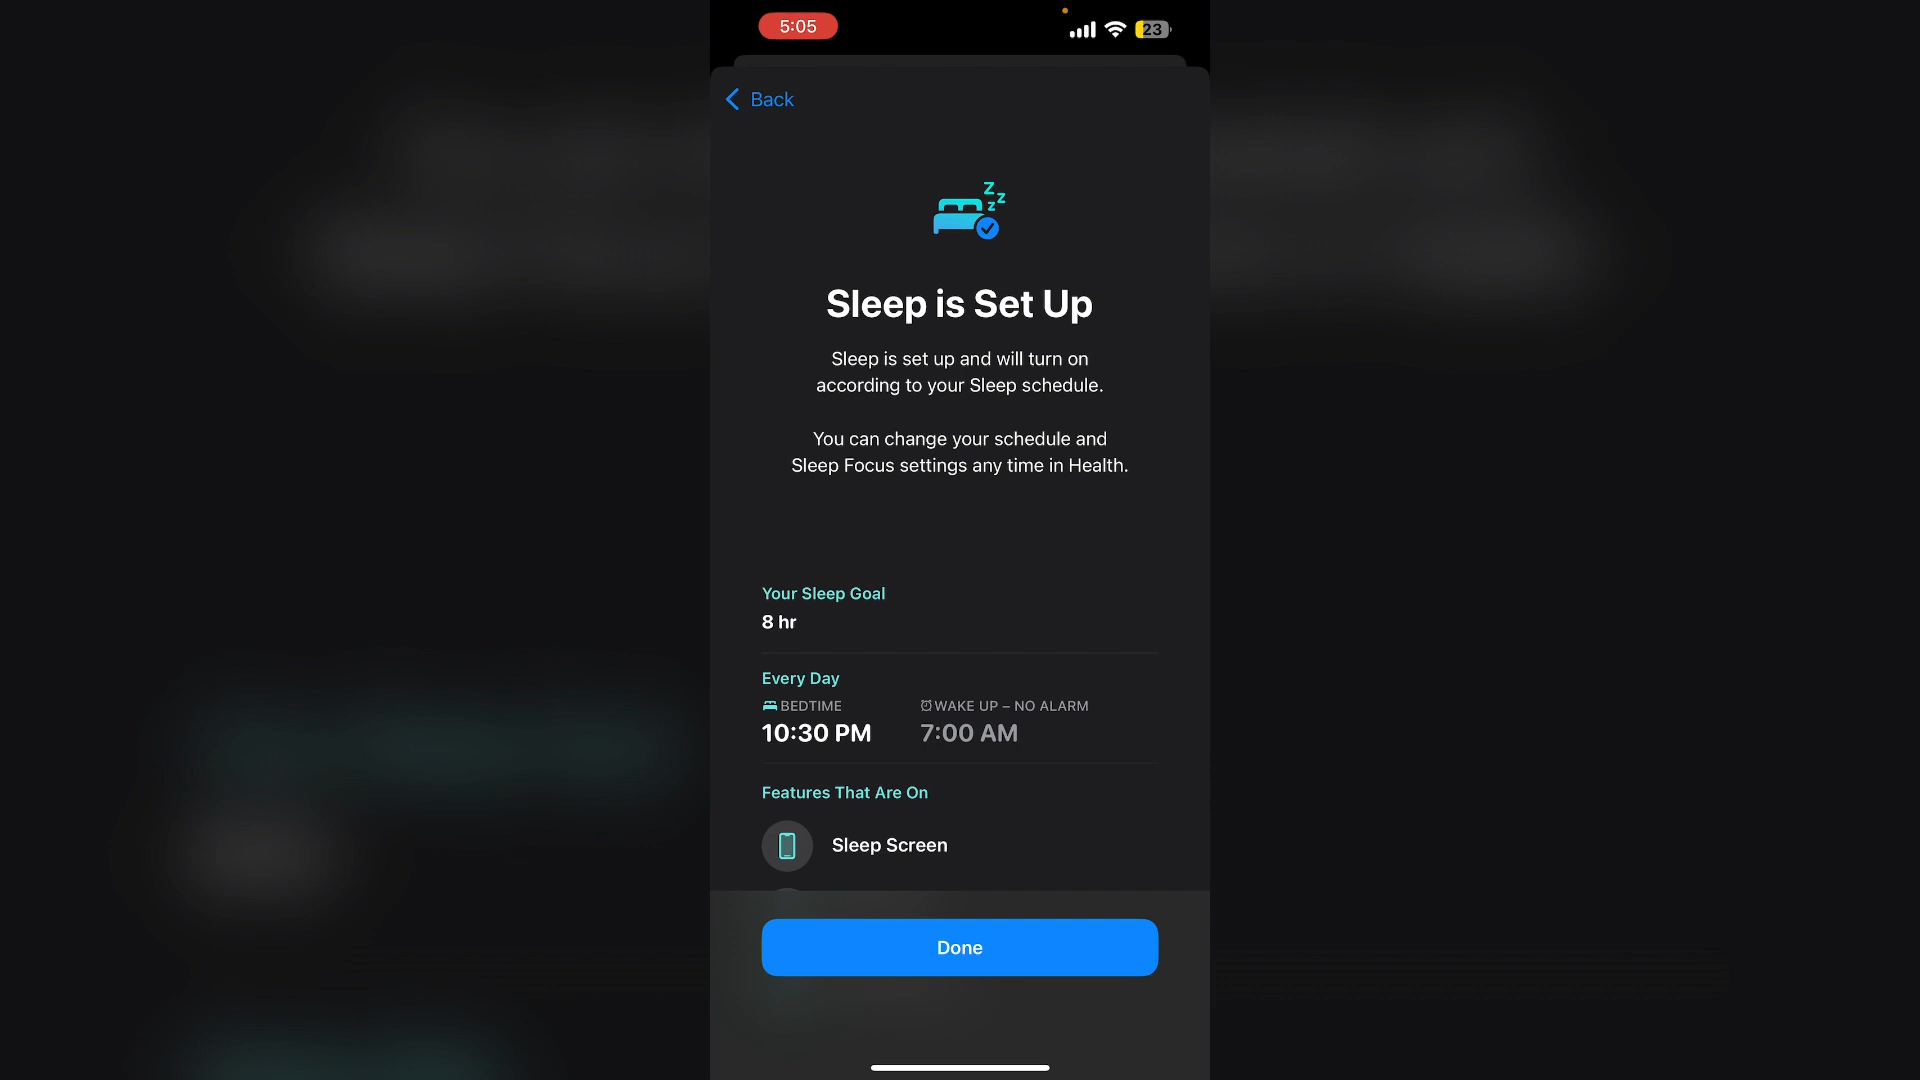 5:05
23
Back
Sleep is Set Up
Sleep is set up and will turn on
according to your Sleep schedule.
You can change your schedule and
Sleep Focus settings any time in Health.
Your Sleep Goal
8 hr
Every Day
BEDTIME
WAKE UP – NO ALARM
10:30 PM
7:00 AM
Features That Are On
Sleep Screen
Done